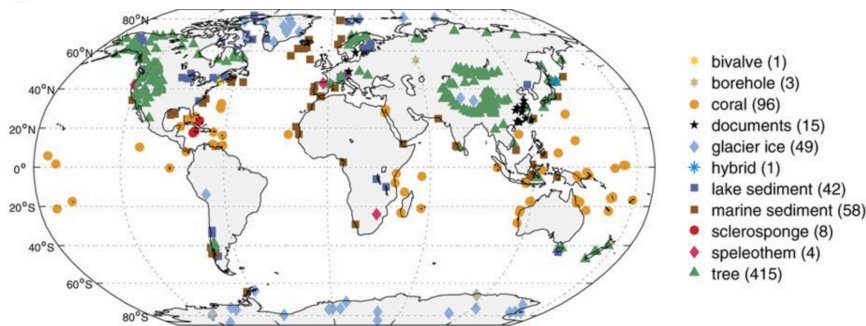 80°N
60°N
40°N
20°N
0°
20°S
40°S
60°S
80°S
bivalve (1)
borehole (3)
coral (96)
documents (15)
glacier ice (49)
hybrid (1)
lake sediment (42)
marine sediment (58)
sclerosponge (8)
speleothem (4)
tree (415)